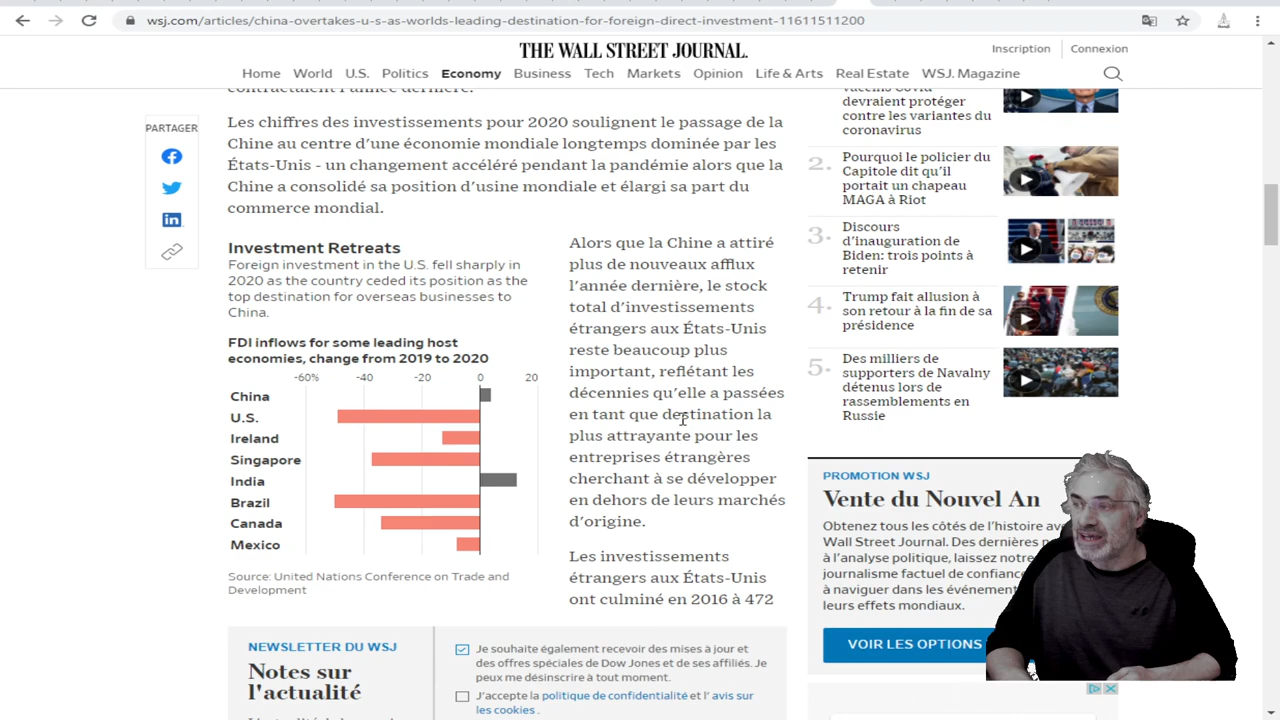 wsj.com/articles/china-overtakes-u-s-as-worlds-leading-destination-for-foreign-direct-investment-11611511200
THE WALL STREET JOURNAL.
Inscription
Connexion
Home World U.S. Politics Economy Business Tech Markets Opinion Life & Arts Real Estate WSJ. Magazine
contractaient l'année dernière.
PARTAGER
Les chiffres des investissements pour 2020 soulignent le passage de la
Chine au centre d'une économie mondiale longtemps dominée par les
États-Unis - un changement accéléré pendant la pandémie alors que la
Chine a consolidé sa position d'usine mondiale et élargi sa part du
commerce mondial.
Investment Retreats
Foreign investment in the U.S. fell sharply in
2020 as the country ceded its position as the
top destination for overseas businesses to
China.
FDI inflows for some leading host
economies, change from 2019 to 2020
-60% -40 -20 0 20
China
U.S.
Ireland
Singapore
India
Brazil
Canada
Mexico
Source: United Nations Conference on Trade and
Development
Alors que la Chine a attiré
plus de nouveaux afflux
l'année dernière, le stock
total d'investissements
étrangers aux États-Unis
reste beaucoup plus
important, reflétant les
décennies qu'elle a passées
en tant que destination la
plus attrayante pour les
entreprises étrangères
cherchant à se développer
en dehors de leurs marchés
d'origine.
Les investissements
étrangers aux États-Unis
ont culminé en 2016 à 472
NEWSLETTER DU WSJ
Notes sur
l'actualité
Je souhaite également recevoir des mises à jour et
des offres spéciales de Dow Jones et de ses affiliés. Je
peux me désinscrire à tout moment.
J'accepte la politique de confidentialité et l' avis sur
les cookies .
vaccins Covid
devraient protéger
contre les variantes du
coronavirus
2. Pourquoi le policier du
Capitole dit qu'il
portait un chapeau
MAGA à Riot
3. Discours
d'inauguration de
Biden: trois points à
retenir
4. Trump fait allusion à
son retour à la fin de sa
présidence
5. Des milliers de
supporters de Navalny
détenus lors de
rassemblements en
Russie
PROMOTION WSJ
Vente du Nouvel An
Obtenez tous les côtés de l'histoire
Wall Street Journal. Des dernières
à l'analyse politique, laissez notre
journalisme factuel de confiance
à naviguer dans les événements
leurs effets mondiaux.
VOIR LES OPTIONS